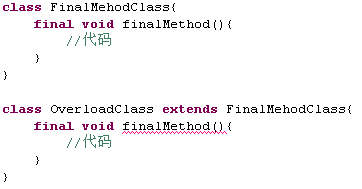 class FinalMehodClass{
    final void finalMethod(){
        //代码
    }
}

class OverloadClass extends FinalMehodClass{
    final void finalMethod(){
        //代码
    }
}